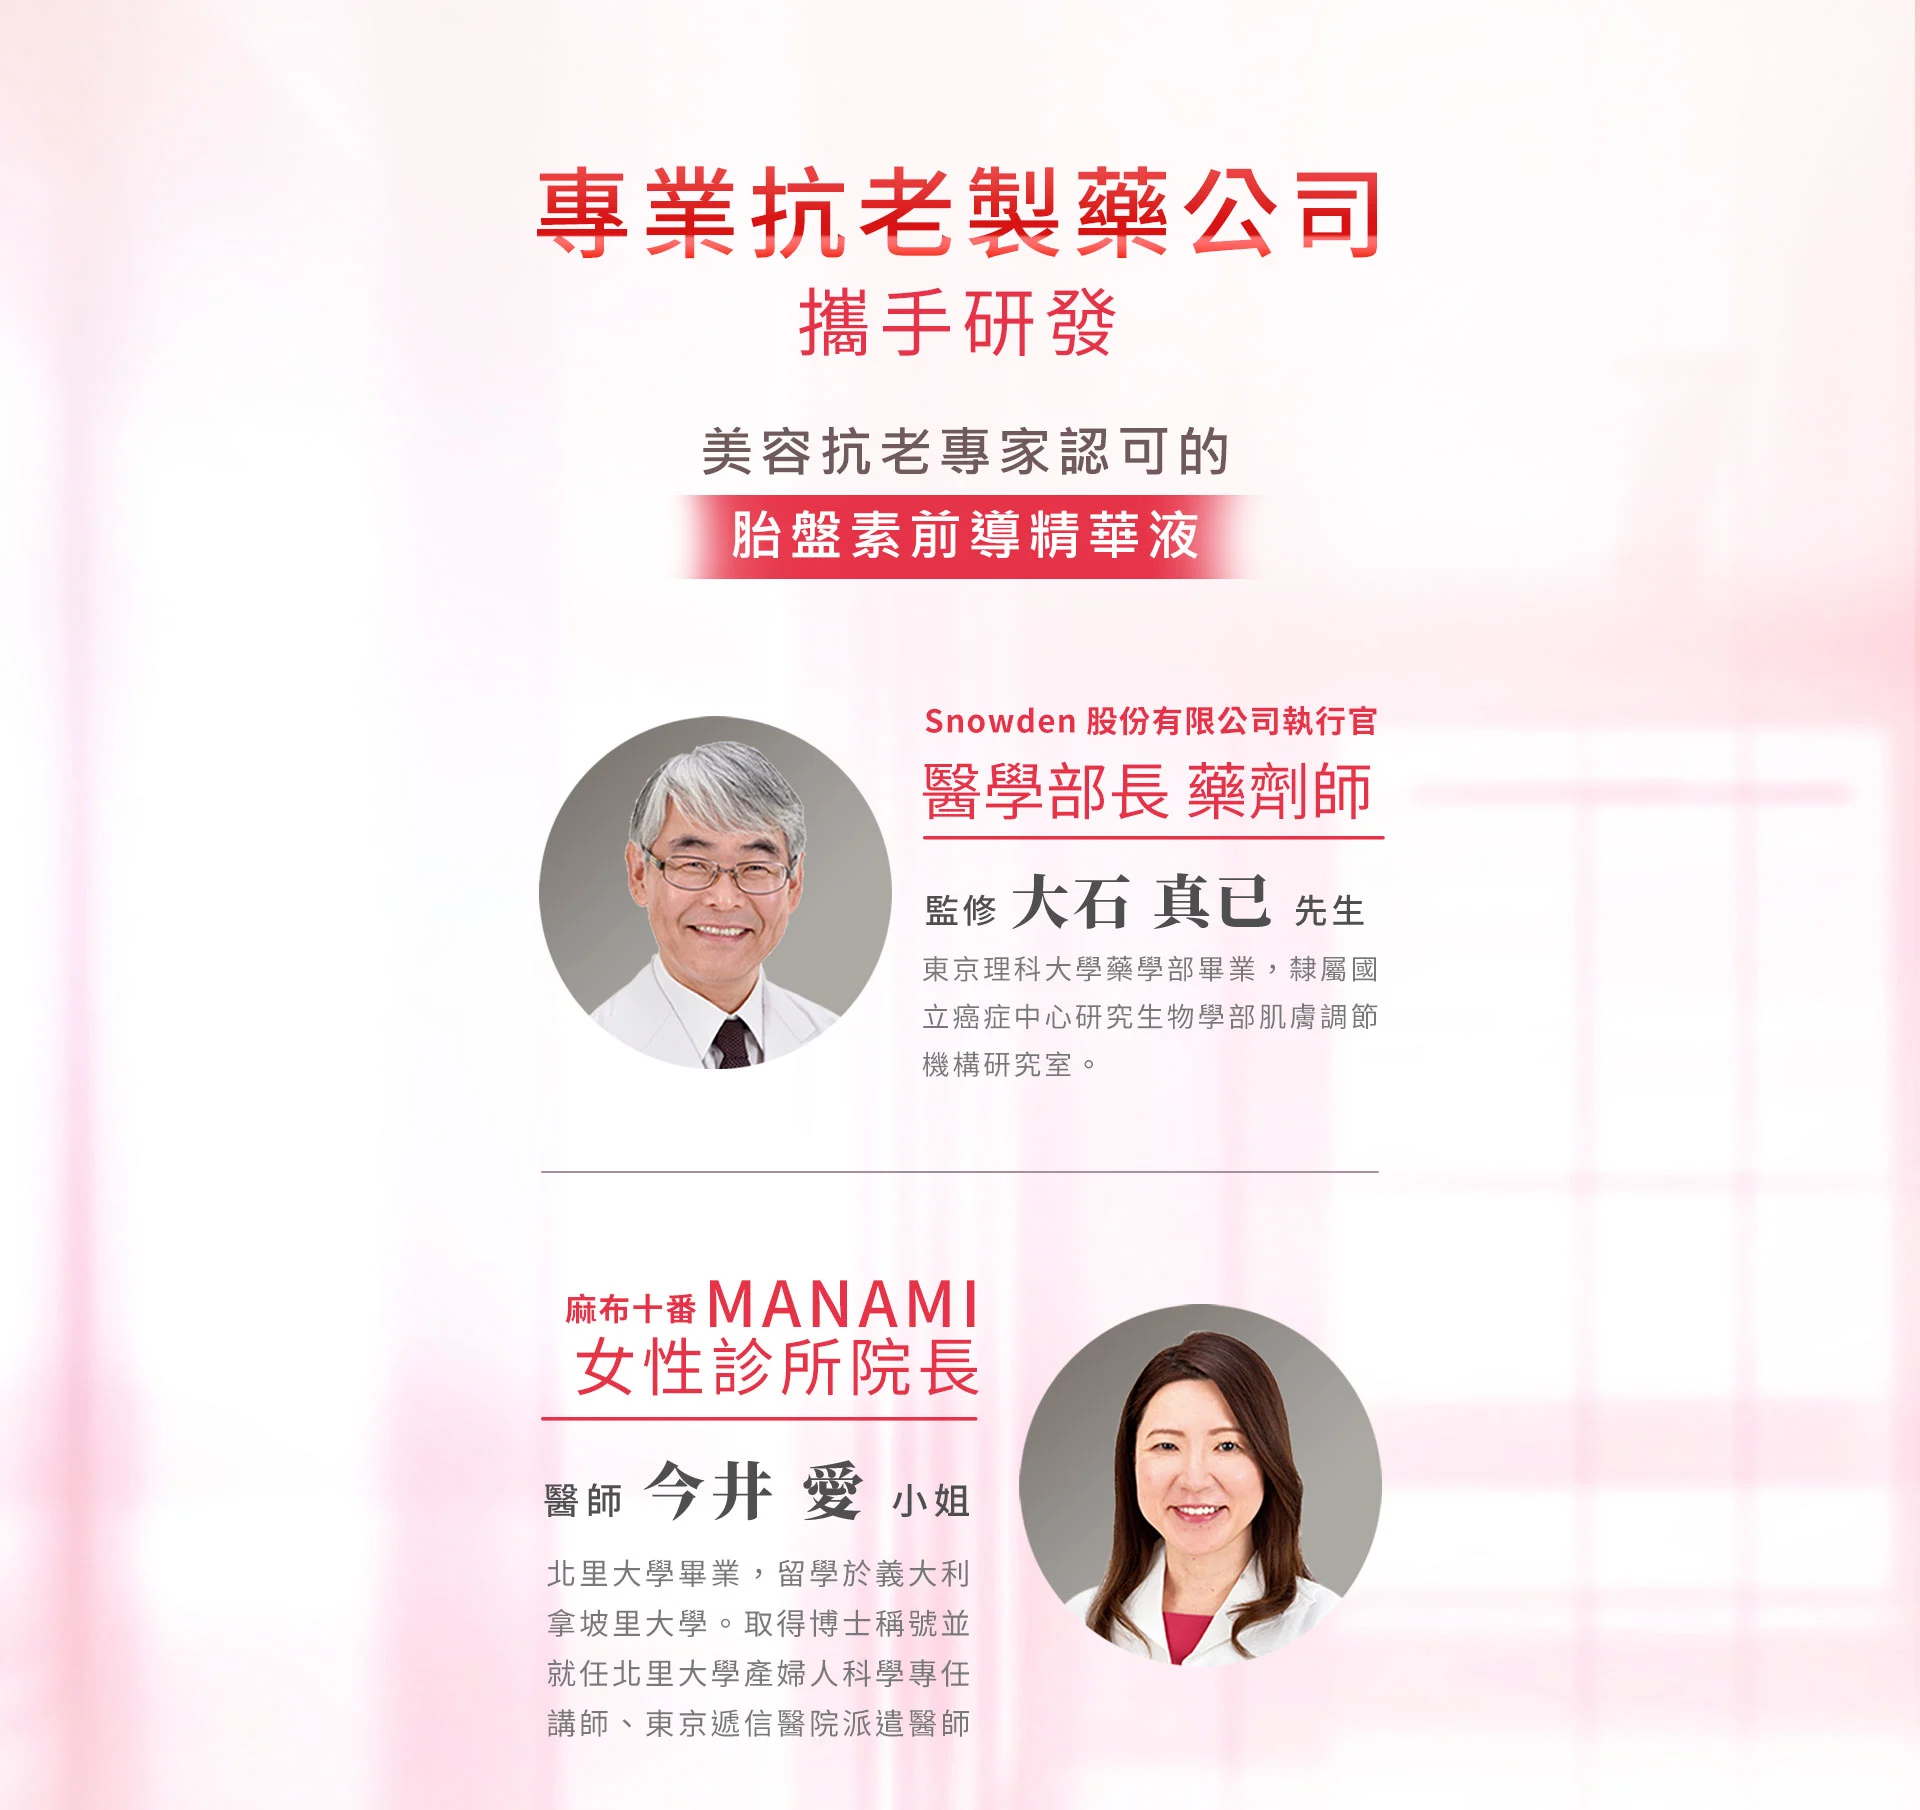 專業抗老製藥公司
攜手研發
美容抗老專家認可的
胎盤素前導精華液
Snowden 股份有限公司執行官
醫學部長 藥劑師
監修 大石 真已 先生
東京理科大學藥學部畢業，隸屬國
立癌症中心研究生物學部肌膚調節
機構研究室。
麻布十番 MANAMI
女性診所院長
醫師 今井 愛 小姐
北里大學畢業，留學於義大利
拿坡里大學。取得博士稱號並
就任北里大學產婦人科學專任
講師、東京遞信醫院派遣醫師